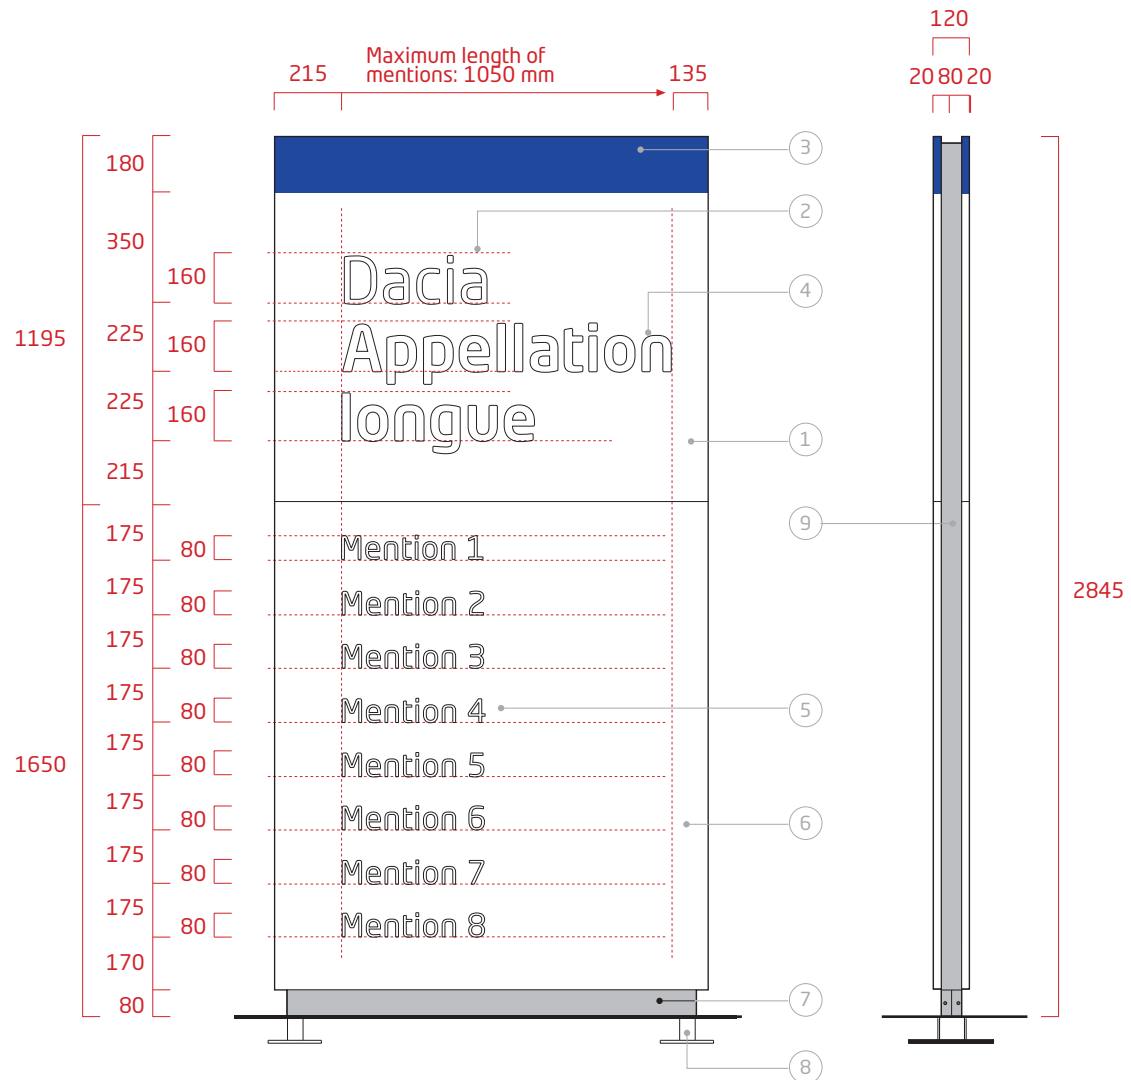 120
Maximum length of
mentions: 1050 mm
215
135
20 80 20
3
180
2
350
160
Dacia
4
1195
225
160
Appellation
225
160
longue
1
215
9
175
80
Mention 1
2845
175
80
Mention 2
175
80
Mention 3
175
80
Mention 4
5
1650
175
80
Mention 5
175
80
Mention 6
6
175
80
Mention 7
175
80
Mention 8
170
80
7
8